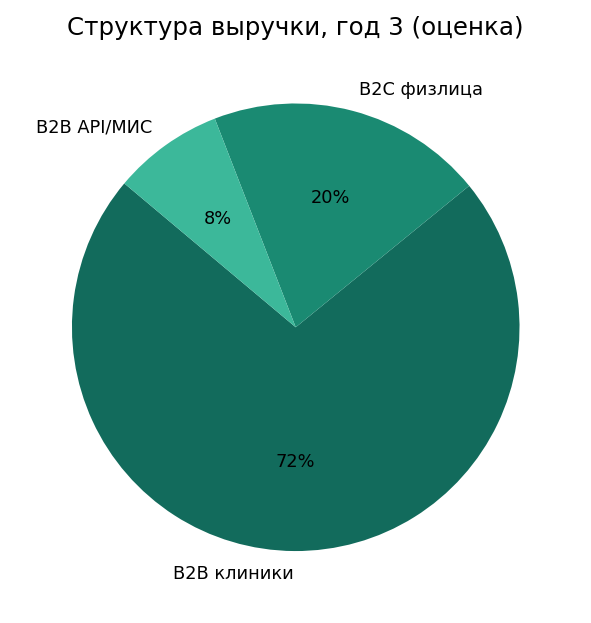 Структура выручки, год 3 (оценка)
B2C физлица
B2B API/МИС
20%
8%
72%
B2B клиники